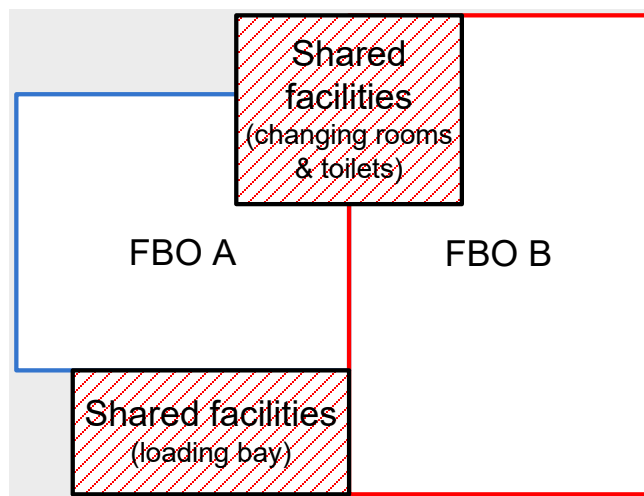 Shared
facilities
(changing rooms
& toilets)
FBO A
FBO B
Shared facilities
(loading bay)